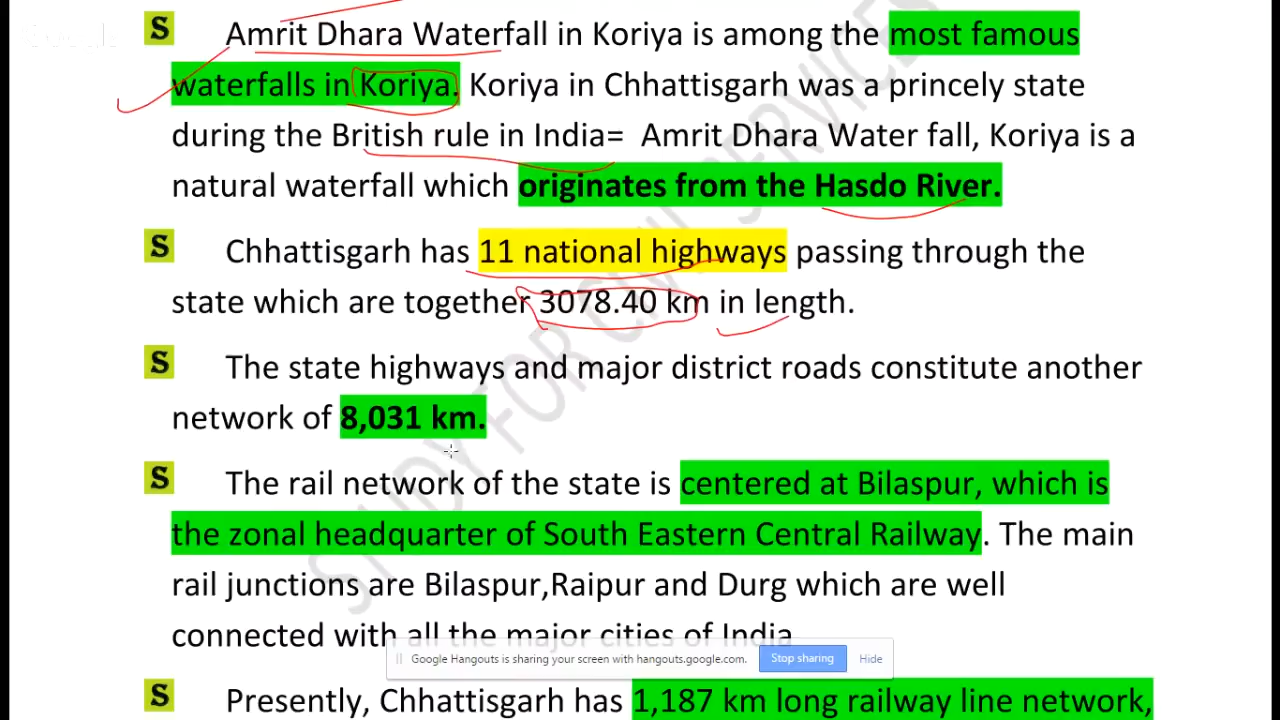 S Amrit Dhara Waterfall in Koriya is among the most famous
waterfalls in Koriya. Koriya in Chhattisgarh was a princely state
during the British rule in India= Amrit Dhara Water fall, Koriya is a
natural waterfall which originates from the Hasdo River.
S Chhattisgarh has 11 national highways passing through the
state which are together 3078.40 km in length.
S The state highways and major district roads constitute another
network of 8,031 km.
S The rail network of the state is centered at Bilaspur, which is
the zonal headquarter of South Eastern Central Railway. The main
rail junctions are Bilaspur,Raipur and Durg which are well
connected with all the major cities of India
Google Hangouts is sharing your screen with hangouts.google.com. Stop sharing Hide
S Presently, Chhattisgarh has 1,187 km long railway line network,
STUDY FOR CIVIL SERVICES